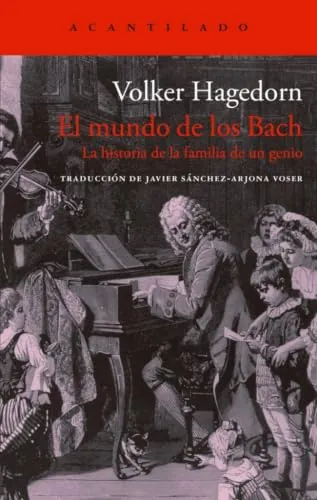 ACANTILADO
Volker Hagedorn
El mundo de los Bach
La historia de la familia de un genio
TRADUCCIÓN DE JAVIER SÁNCHEZ-ARJONA VOSER